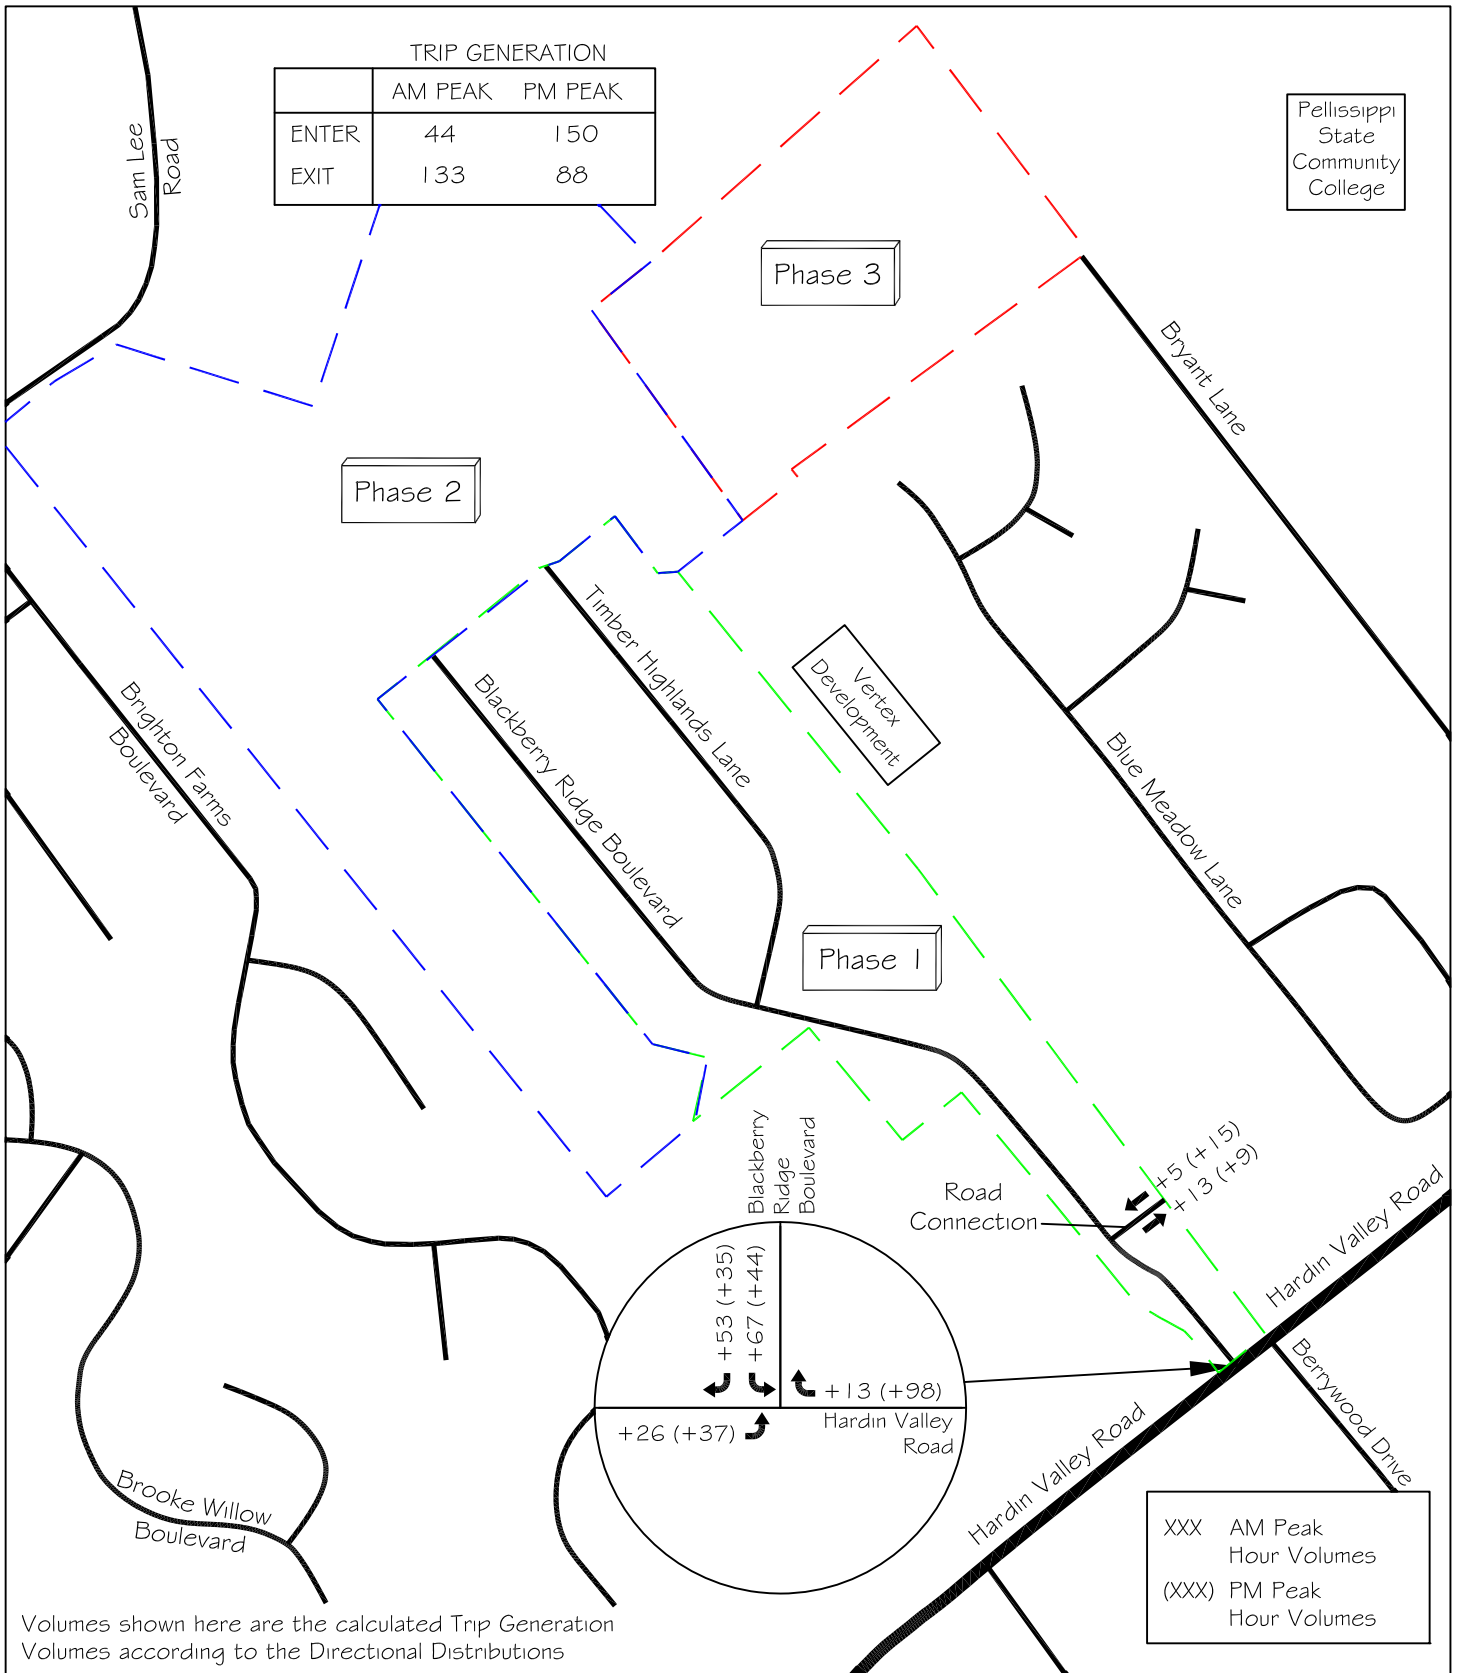 TRIP GENERATION
AM PEAK PM PEAK
ENTER 44 150
EXIT 133 88
Pellissippi
State
Community
College
Sam Lee
Road
Phase 3
Bryant Lane
Phase 2
Timber Highlands Lane
Vertex
Development
Blackberry Ridge Boulevard
Brighton Farms
Boulevard
Blue Meadow Lane
Phase 1
+5 (+15)
+13 (+9)
Road
Connection
Hardin Valley Road
Blackberry
Ridge
Boulevard
+53 (+35)
+67 (+44)
+13 (+98)
+26 (+37)
Hardin Valley
Road
Berrywood Drive
Hardin Valley Road
Brooke Willow
Boulevard
XXX AM Peak
Hour Volumes
(XXX) PM Peak
Hour Volumes
Volumes shown here are the calculated Trip Generation
Volumes according to the Directional Distributions